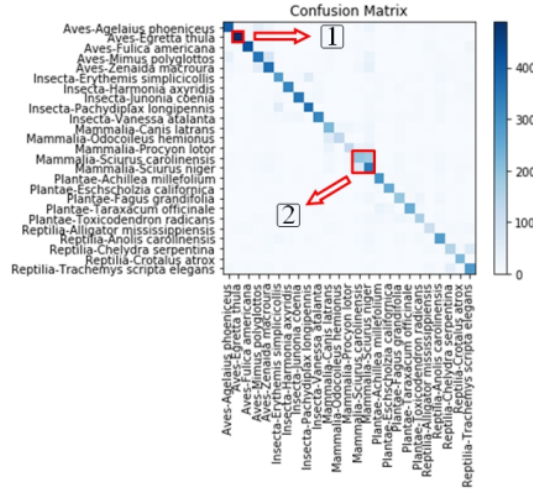 Confusion Matrix
Aves-Agelaius phoeniceus
Aves-Egretta thula
Aves-Fulica americana
Aves-Mimus polyglottos
Aves-Zenaida macroura
Insecta-Erythemis simplicicollis
Insecta-Harmonia axyridis
Insecta-Junonia coenia
Insecta-Pachydiplax longipennis
Insecta-Vanessa atalanta
Mammalia-Canis latrans
Mammalia-Odocoileus hemionus
Mammalia-Procyon lotor
Mammalia-Sciurus carolinensis
Mammalia-Sciurus niger
Plantae-Achillea millefolium
Plantae-Eschscholzia californica
Plantae-Fagus grandifolia
Plantae-Taraxacum officinale
Plantae-Toxicodendron radicans
Reptilia-Alligator mississippiensis
Reptilia-Anolis carolinensis
Reptilia-Chelydra serpentina
Reptilia-Crotalus atrox
Reptilia-Trachemys scripta elegans
1
2
400
300
200
100
0
Aves-Agelaius phoeniceus
Aves-Egretta thula
Aves-Fulica americana
Aves-Mimus polyglottos
Aves-Zenaida macroura
Insecta-Erythemis simplicicollis
Insecta-Harmonia axyridis
Insecta-Junonia coenia
Insecta-Pachydiplax longipennis
Insecta-Vanessa atalanta
Mammalia-Canis latrans
Mammalia-Odocoileus hemionus
Mammalia-Procyon lotor
Mammalia-Sciurus carolinensis
Mammalia-Sciurus niger
Plantae-Achillea millefolium
Plantae-Eschscholzia californica
Plantae-Fagus grandifolia
Plantae-Taraxacum officinale
Plantae-Toxicodendron radicans
Reptilia-Alligator mississippiensis
Reptilia-Anolis carolinensis
Reptilia-Chelydra serpentina
Reptilia-Crotalus atrox
Reptilia-Trachemys scripta elegans